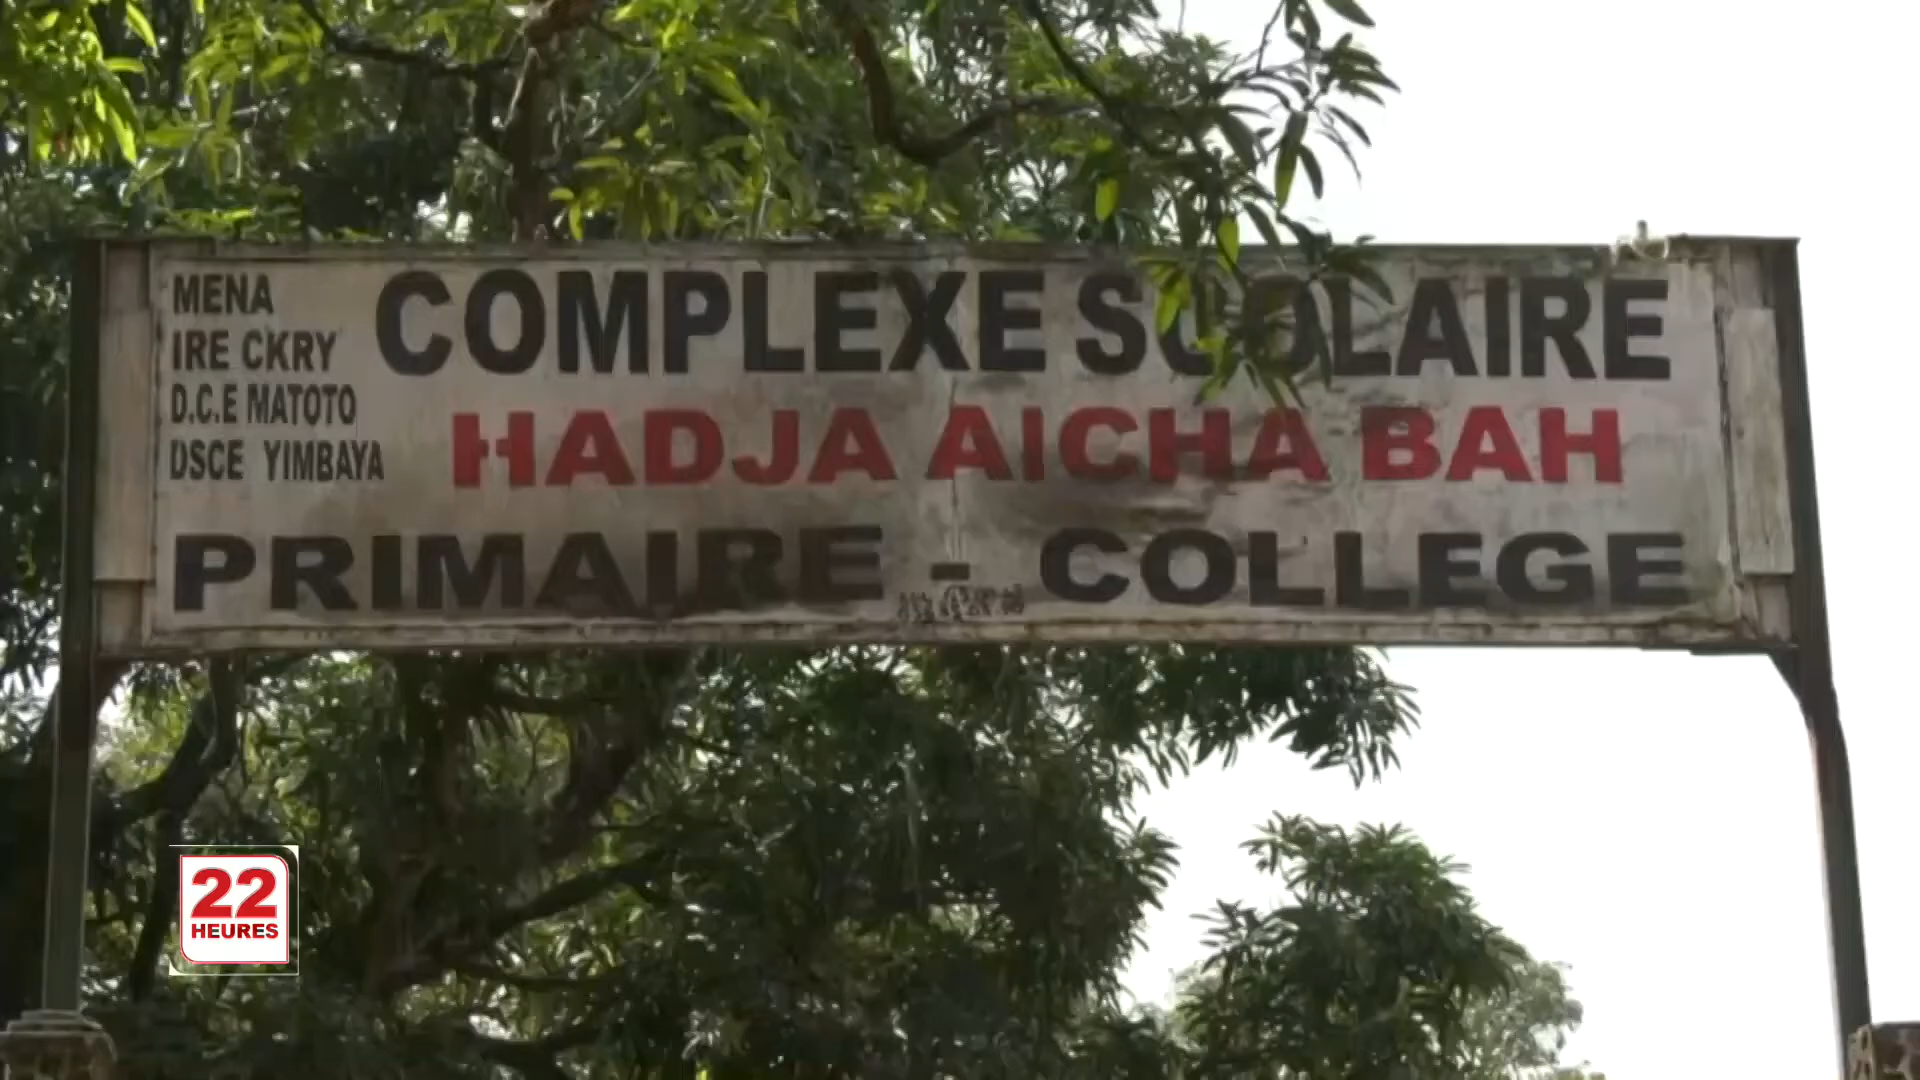 MENA
IRE CKRY
D.C.E MATOTO
DSCE YIMBAYA
COMPLEXE SCOLAIRE
HADJA AICHA BAH
PRIMAIRE - COLLEGE
22
HEURES